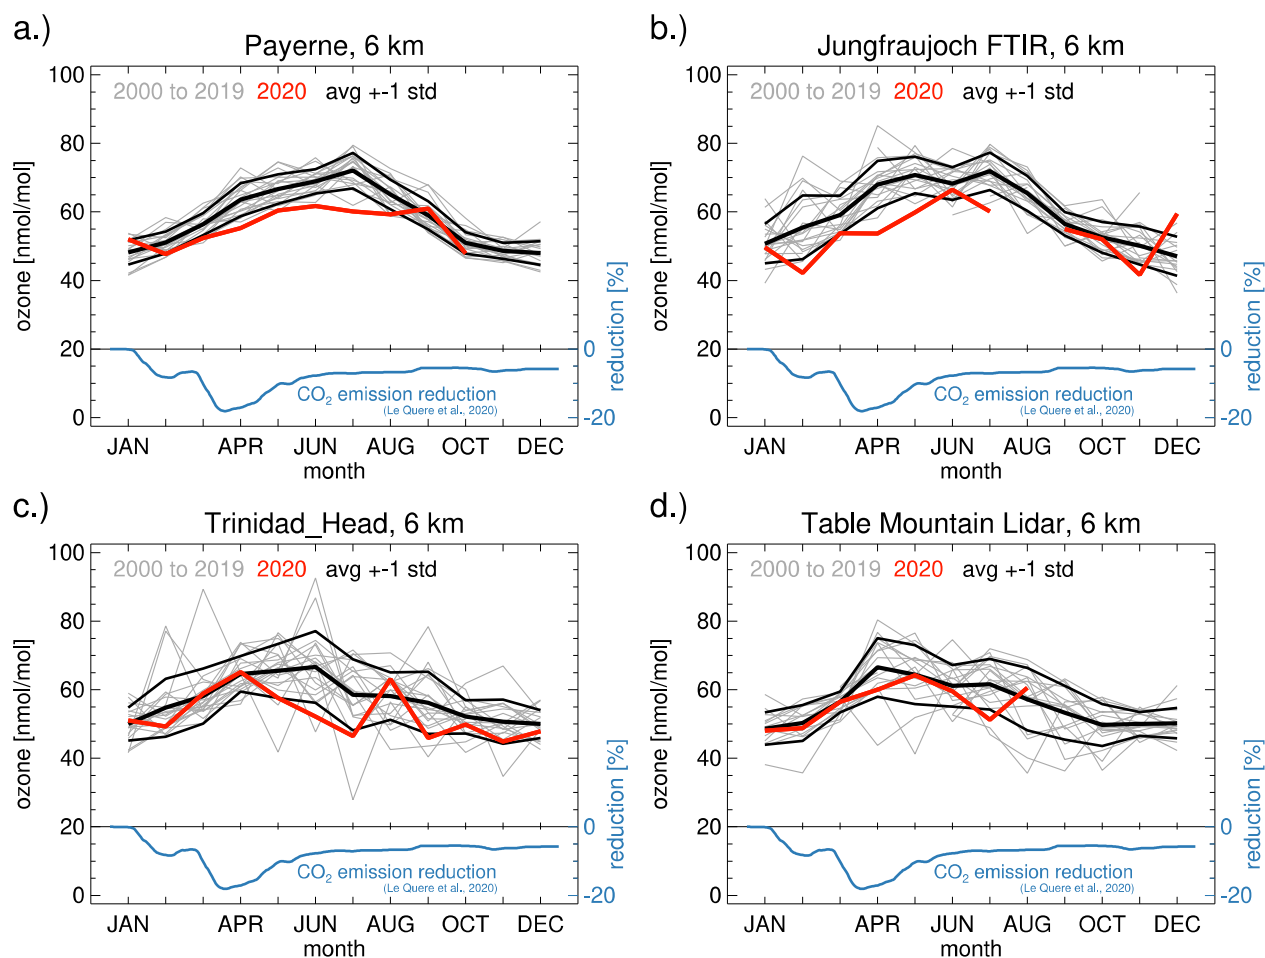 a.)
Payerne, 6 km
2000 to 2019 2020 avg +-1 std
ozone [nmol/mol]
100
80
60
40
20
0
reduction [%]
0
-20
CO2 emission reduction
(Le Quere et al., 2020)
JAN APR JUN AUG OCT DEC
month
b.)
Jungfraujoch FTIR, 6 km
2000 to 2019 2020 avg +-1 std
ozone [nmol/mol]
100
80
60
40
20
0
reduction [%]
0
-20
CO2 emission reduction
(Le Quere et al., 2020)
JAN APR JUN AUG OCT DEC
month
c.)
Trinidad_Head, 6 km
2000 to 2019 2020 avg +-1 std
ozone [nmol/mol]
100
80
60
40
20
0
reduction [%]
0
-20
CO2 emission reduction
(Le Quere et al., 2020)
JAN APR JUN AUG OCT DEC
month
d.)
Table Mountain Lidar, 6 km
2000 to 2019 2020 avg +-1 std
ozone [nmol/mol]
100
80
60
40
20
0
reduction [%]
0
-20
CO2 emission reduction
(Le Quere et al., 2020)
JAN APR JUN AUG OCT DEC
month